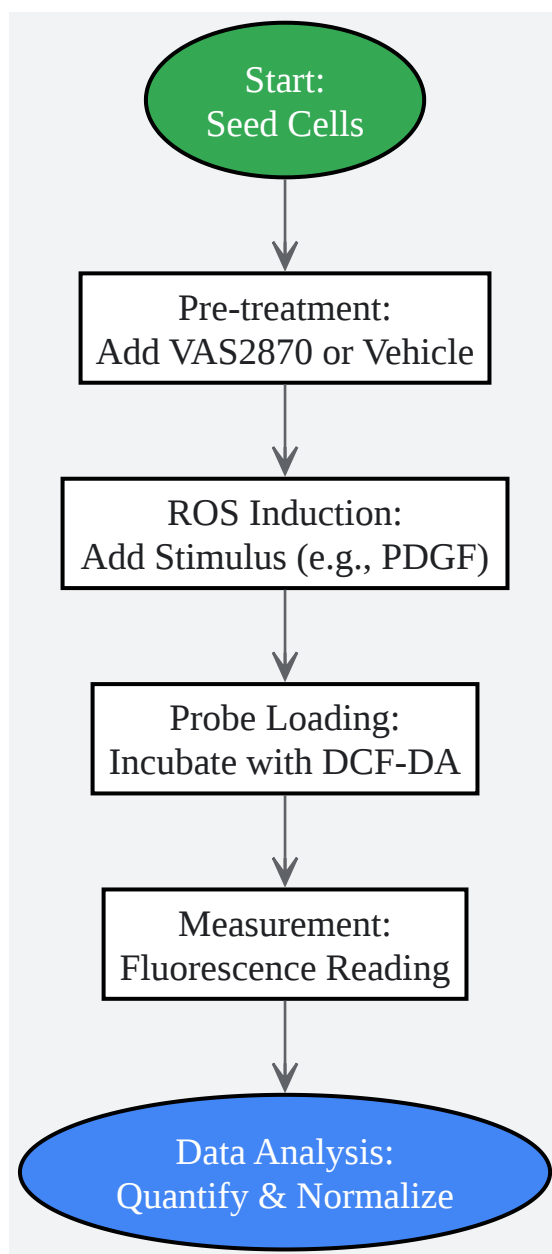 Start:
Seed Cells
Pre-treatment:
Add VAS2870 or Vehicle
ROS Induction:
Add Stimulus (e.g., PDGF)
Probe Loading:
Incubate with DCF-DA
Measurement:
Fluorescence Reading
Data Analysis:
Quantify & Normalize